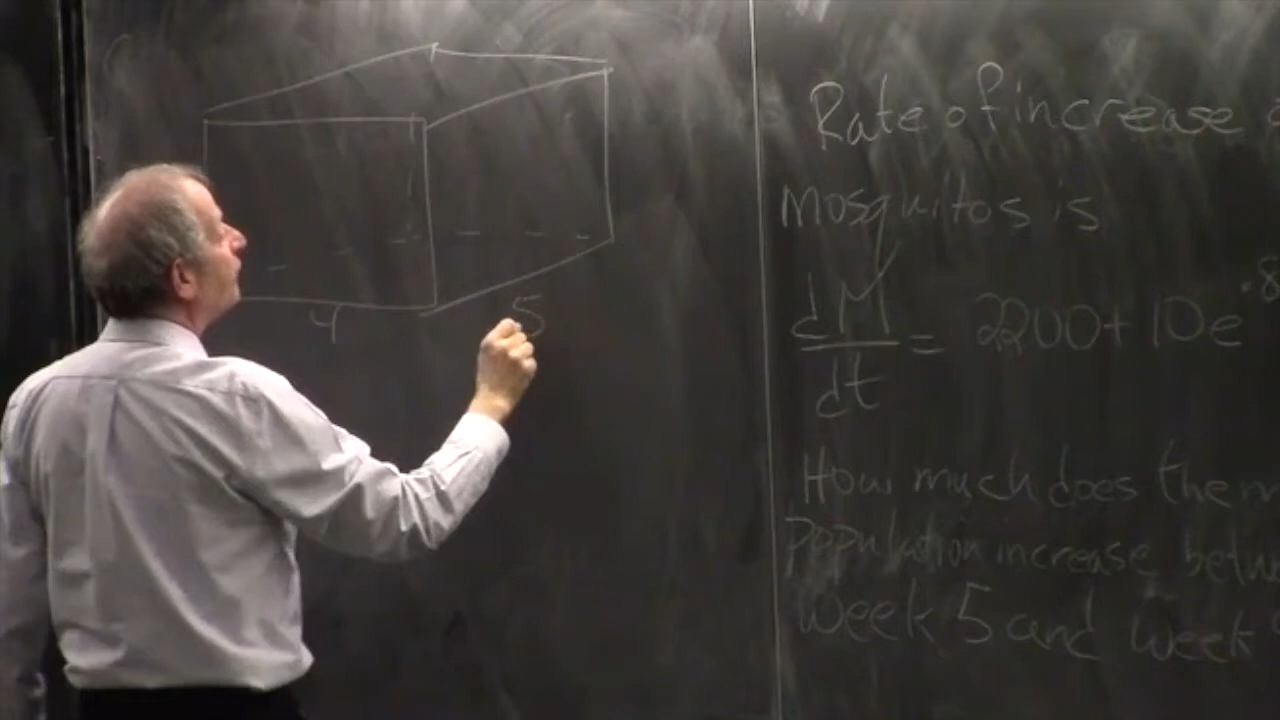 4
5
Rate of increase
mosquitos is
dM/dt = 2200 + 10e^.8
How much does the
population increase
week 5 and week